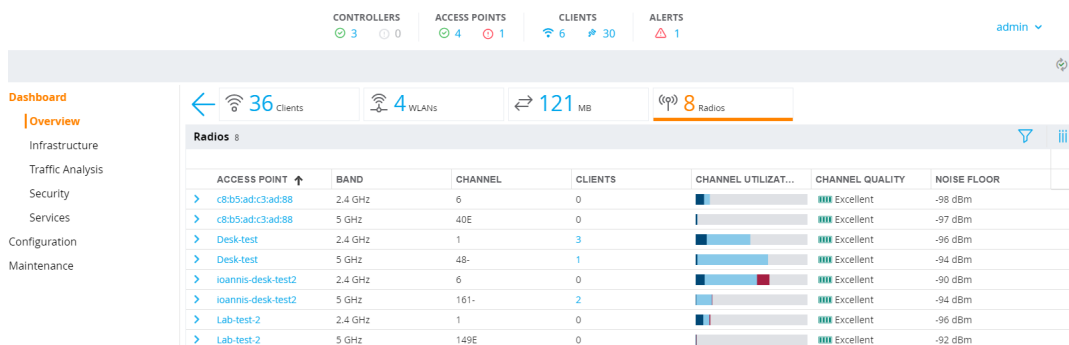 CONTROLLERS ACCESS POINTS CLIENTS ALERTS
3 0 4 1 6 30 1
admin
Dashboard
Overview
Infrastructure
Traffic Analysis
Security
Services
Configuration
Maintenance
36 Clients 4 WLANs 121 MB 8 Radios
Radios 8
ACCESS POINT BAND CHANNEL CLIENTS CHANNEL UTILIZAT... CHANNEL QUALITY NOISE FLOOR
c8:b5:ad:c3:ad:88 2.4 GHz 6 0 Excellent -98 dBm
c8:b5:ad:c3:ad:88 5 GHz 40E 0 Excellent -97 dBm
Desk-test 2.4 GHz 1 3 Excellent -96 dBm
Desk-test 5 GHz 48- 1 Excellent -94 dBm
ioannis-desk-test2 2.4 GHz 6 0 Excellent -90 dBm
ioannis-desk-test2 5 GHz 161- 2 Excellent -94 dBm
Lab-test-2 2.4 GHz 1 0 Excellent -96 dBm
Lab-test-2 5 GHz 149E 0 Excellent -92 dBm